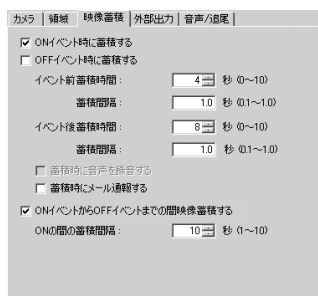 カメラ 領域 映像蓄積 外部出力 音声/追尾
ONイベント時に蓄積する
OFFイベント時に蓄積する
イベント前蓄積時間： 4 秒 (0～10)
蓄積間隔： 1.0 秒 (0.1～1.0)
イベント後蓄積時間： 8 秒 (0～10)
蓄積間隔： 1.0 秒 (0.1～1.0)
蓄積時に音声を録音する
蓄積時にメール通報する
ONイベントからOFFイベントまでの間映像蓄積する
ONの間の蓄積間隔： 10 秒 (1～10)